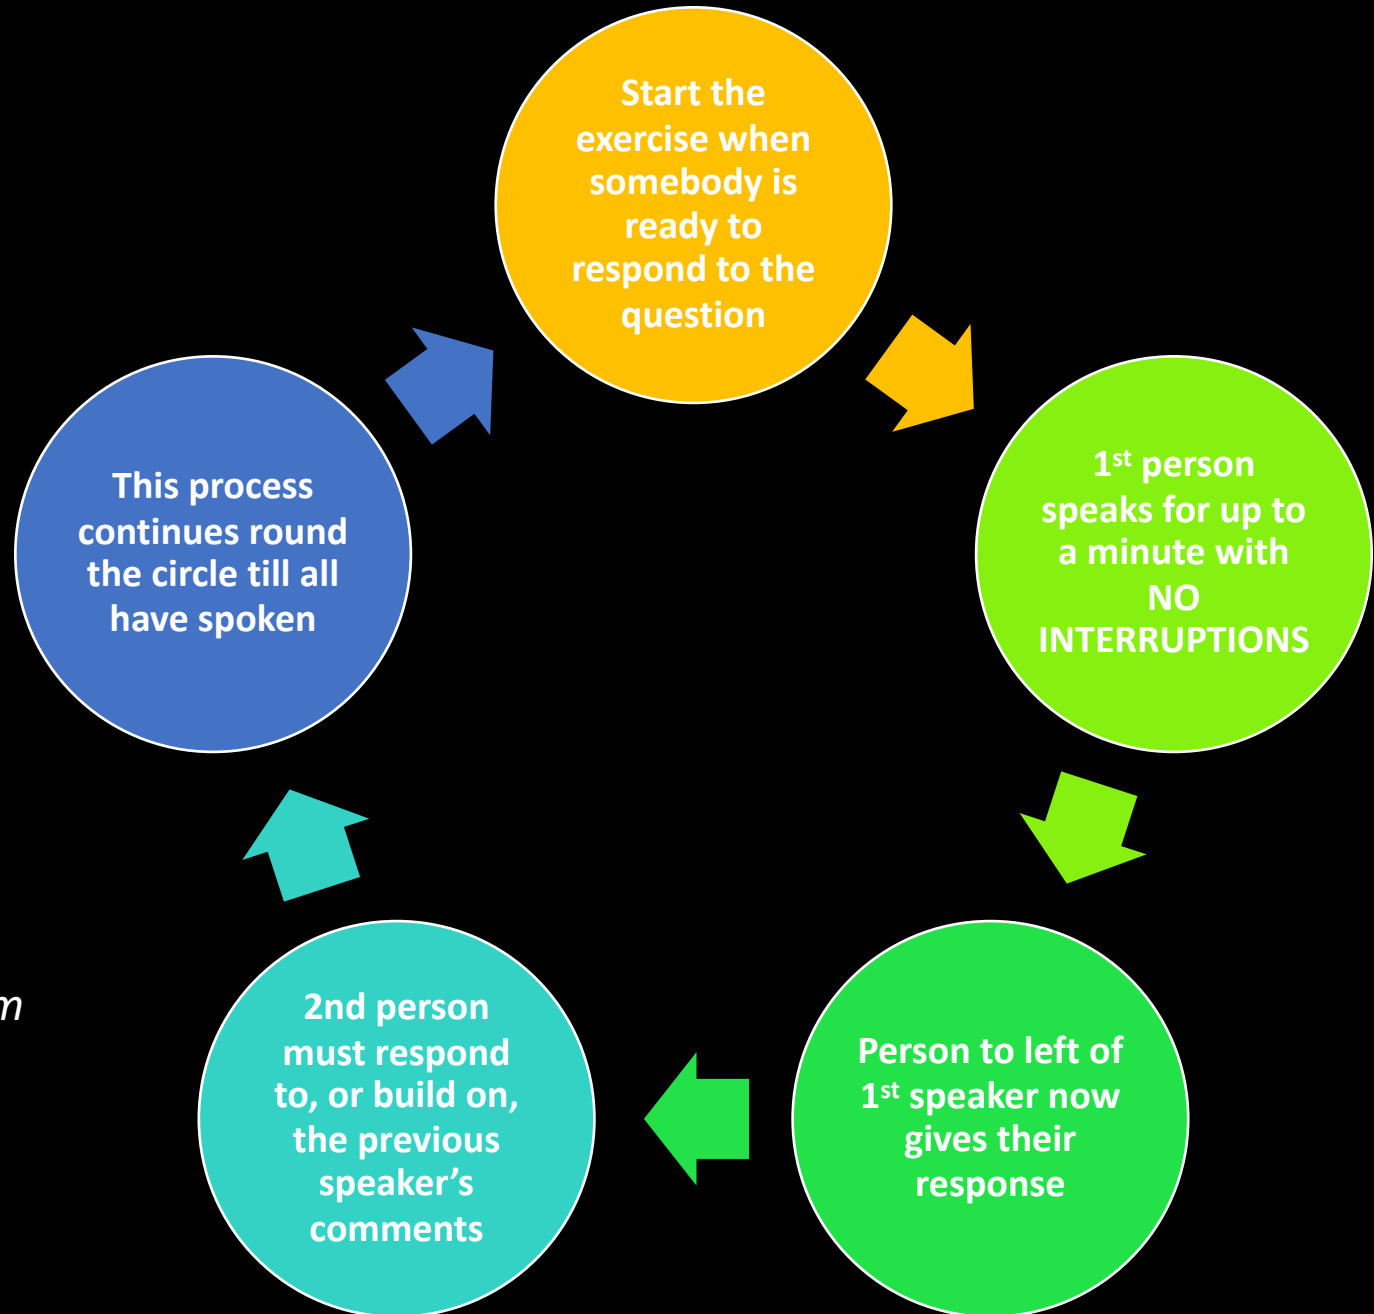 Start the
exercise when
somebody is
ready to
respond to the
question
1st person
speaks for up to
a minute with
NO
INTERRUPTIONS
Person to left of
1st speaker now
gives their
response
2nd person
must respond
to, or build on,
the previous
speaker’s
comments
This process
continues round
the circle till all
have spoken